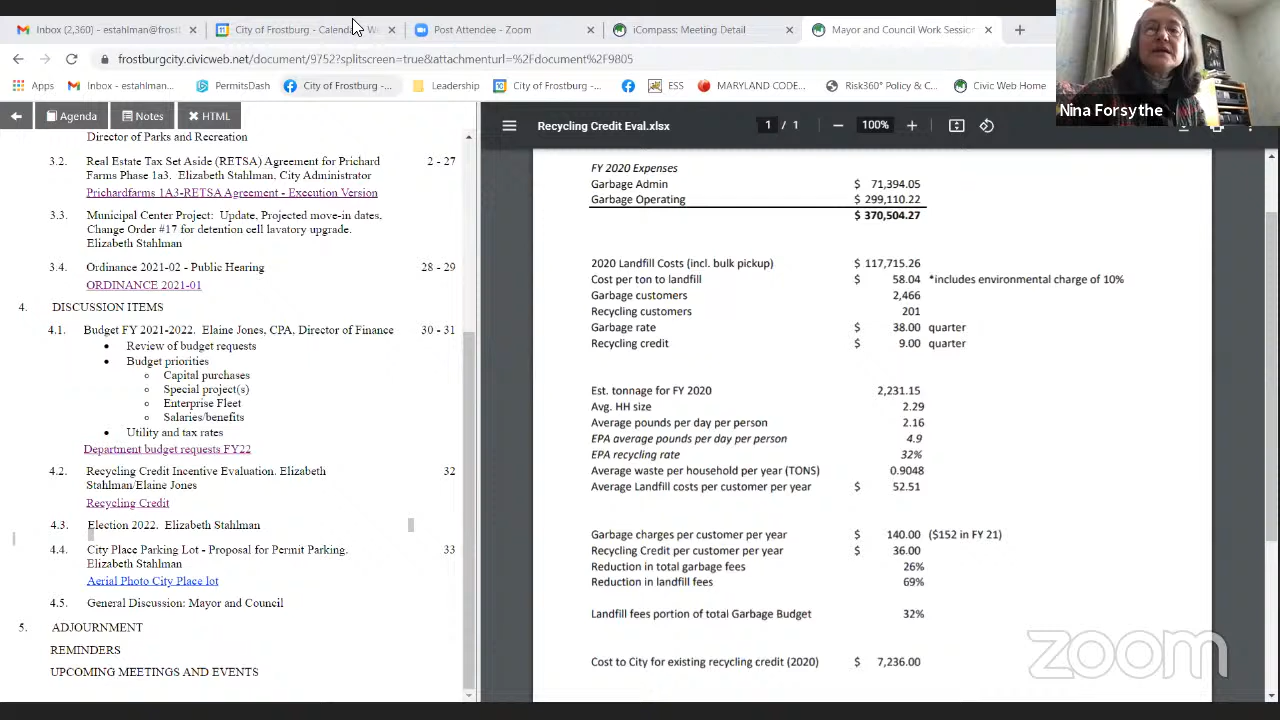 Inbox (2,360) - estahlman@frost
City of Frostburg - Calenda
Post Attendee - Zoom
iCompass: Meeting Detail
Mayor and Council Work Session
frostburgcity.civicweb.net/document/9752?splitscreen=true&attachmenturl=%2Fdocument%2F9805
Apps
Inbox - estahlman...
PermitsDash
City of Frostburg -...
Leadership
City of Frostburg -...
ESS
MARYLAND CODE...
Risk360° Policy & C...
Civic Web Home
Nina Forsythe
Agenda
Notes
HTML
Director of Parks and Recreation
3.2. Real Estate Tax Set Aside (RETSA) Agreement for Prichard 2 - 27
Farms Phase 1a3. Elizabeth Stahlman, City Administrator
Prichardfarms 1A3-RETSA Agreement - Execution Version
3.3. Municipal Center Project: Update, Projected move-in dates.
Change Order #17 for detention cell lavatory upgrade.
Elizabeth Stahlman
3.4. Ordinance 2021-02 - Public Hearing 28 - 29
ORDINANCE 2021-01
4. DISCUSSION ITEMS
4.1. Budget FY 2021-2022. Elaine Jones, CPA, Director of Finance 30 - 31
• Review of budget requests
• Budget priorities
○ Capital purchases
○ Special project(s)
○ Enterprise Fleet
○ Salaries/benefits
• Utility and tax rates
Department budget requests FY22
4.2. Recycling Credit Incentive Evaluation. Elizabeth 32
Stahlman/Elaine Jones
Recycling Credit
4.3. Election 2022. Elizabeth Stahlman
4.4. City Place Parking Lot - Proposal for Permit Parking. 33
Elizabeth Stahlman
Aerial Photo City Place lot
4.5. General Discussion: Mayor and Council
5. ADJOURNMENT
REMINDERS
UPCOMING MEETINGS AND EVENTS
Recycling Credit Eval.xlsx
1 / 1
100%
FY 2020 Expenses
Garbage Admin $ 71,394.05
Garbage Operating $ 299,110.22
$ 370,504.27
2020 Landfill Costs (incl. bulk pickup) $ 117,715.26
Cost per ton to landfill $ 58.04 *includes environmental charge of 10%
Garbage customers 2,466
Recycling customers 201
Garbage rate $ 38.00 quarter
Recycling credit $ 9.00 quarter
Est. tonnage for FY 2020 2,231.15
Avg. HH size 2.29
Average pounds per day per person 2.16
EPA average pounds per day per person 4.9
EPA recycling rate 32%
Average waste per household per year (TONS) 0.9048
Average Landfill costs per customer per year $ 52.51
Garbage charges per customer per year $ 140.00 ($152 in FY 21)
Recycling Credit per customer per year $ 36.00
Reduction in total garbage fees 26%
Reduction in landfill fees 69%
Landfill fees portion of total Garbage Budget 32%
Cost to City for existing recycling credit (2020) $ 7,236.00
zoom